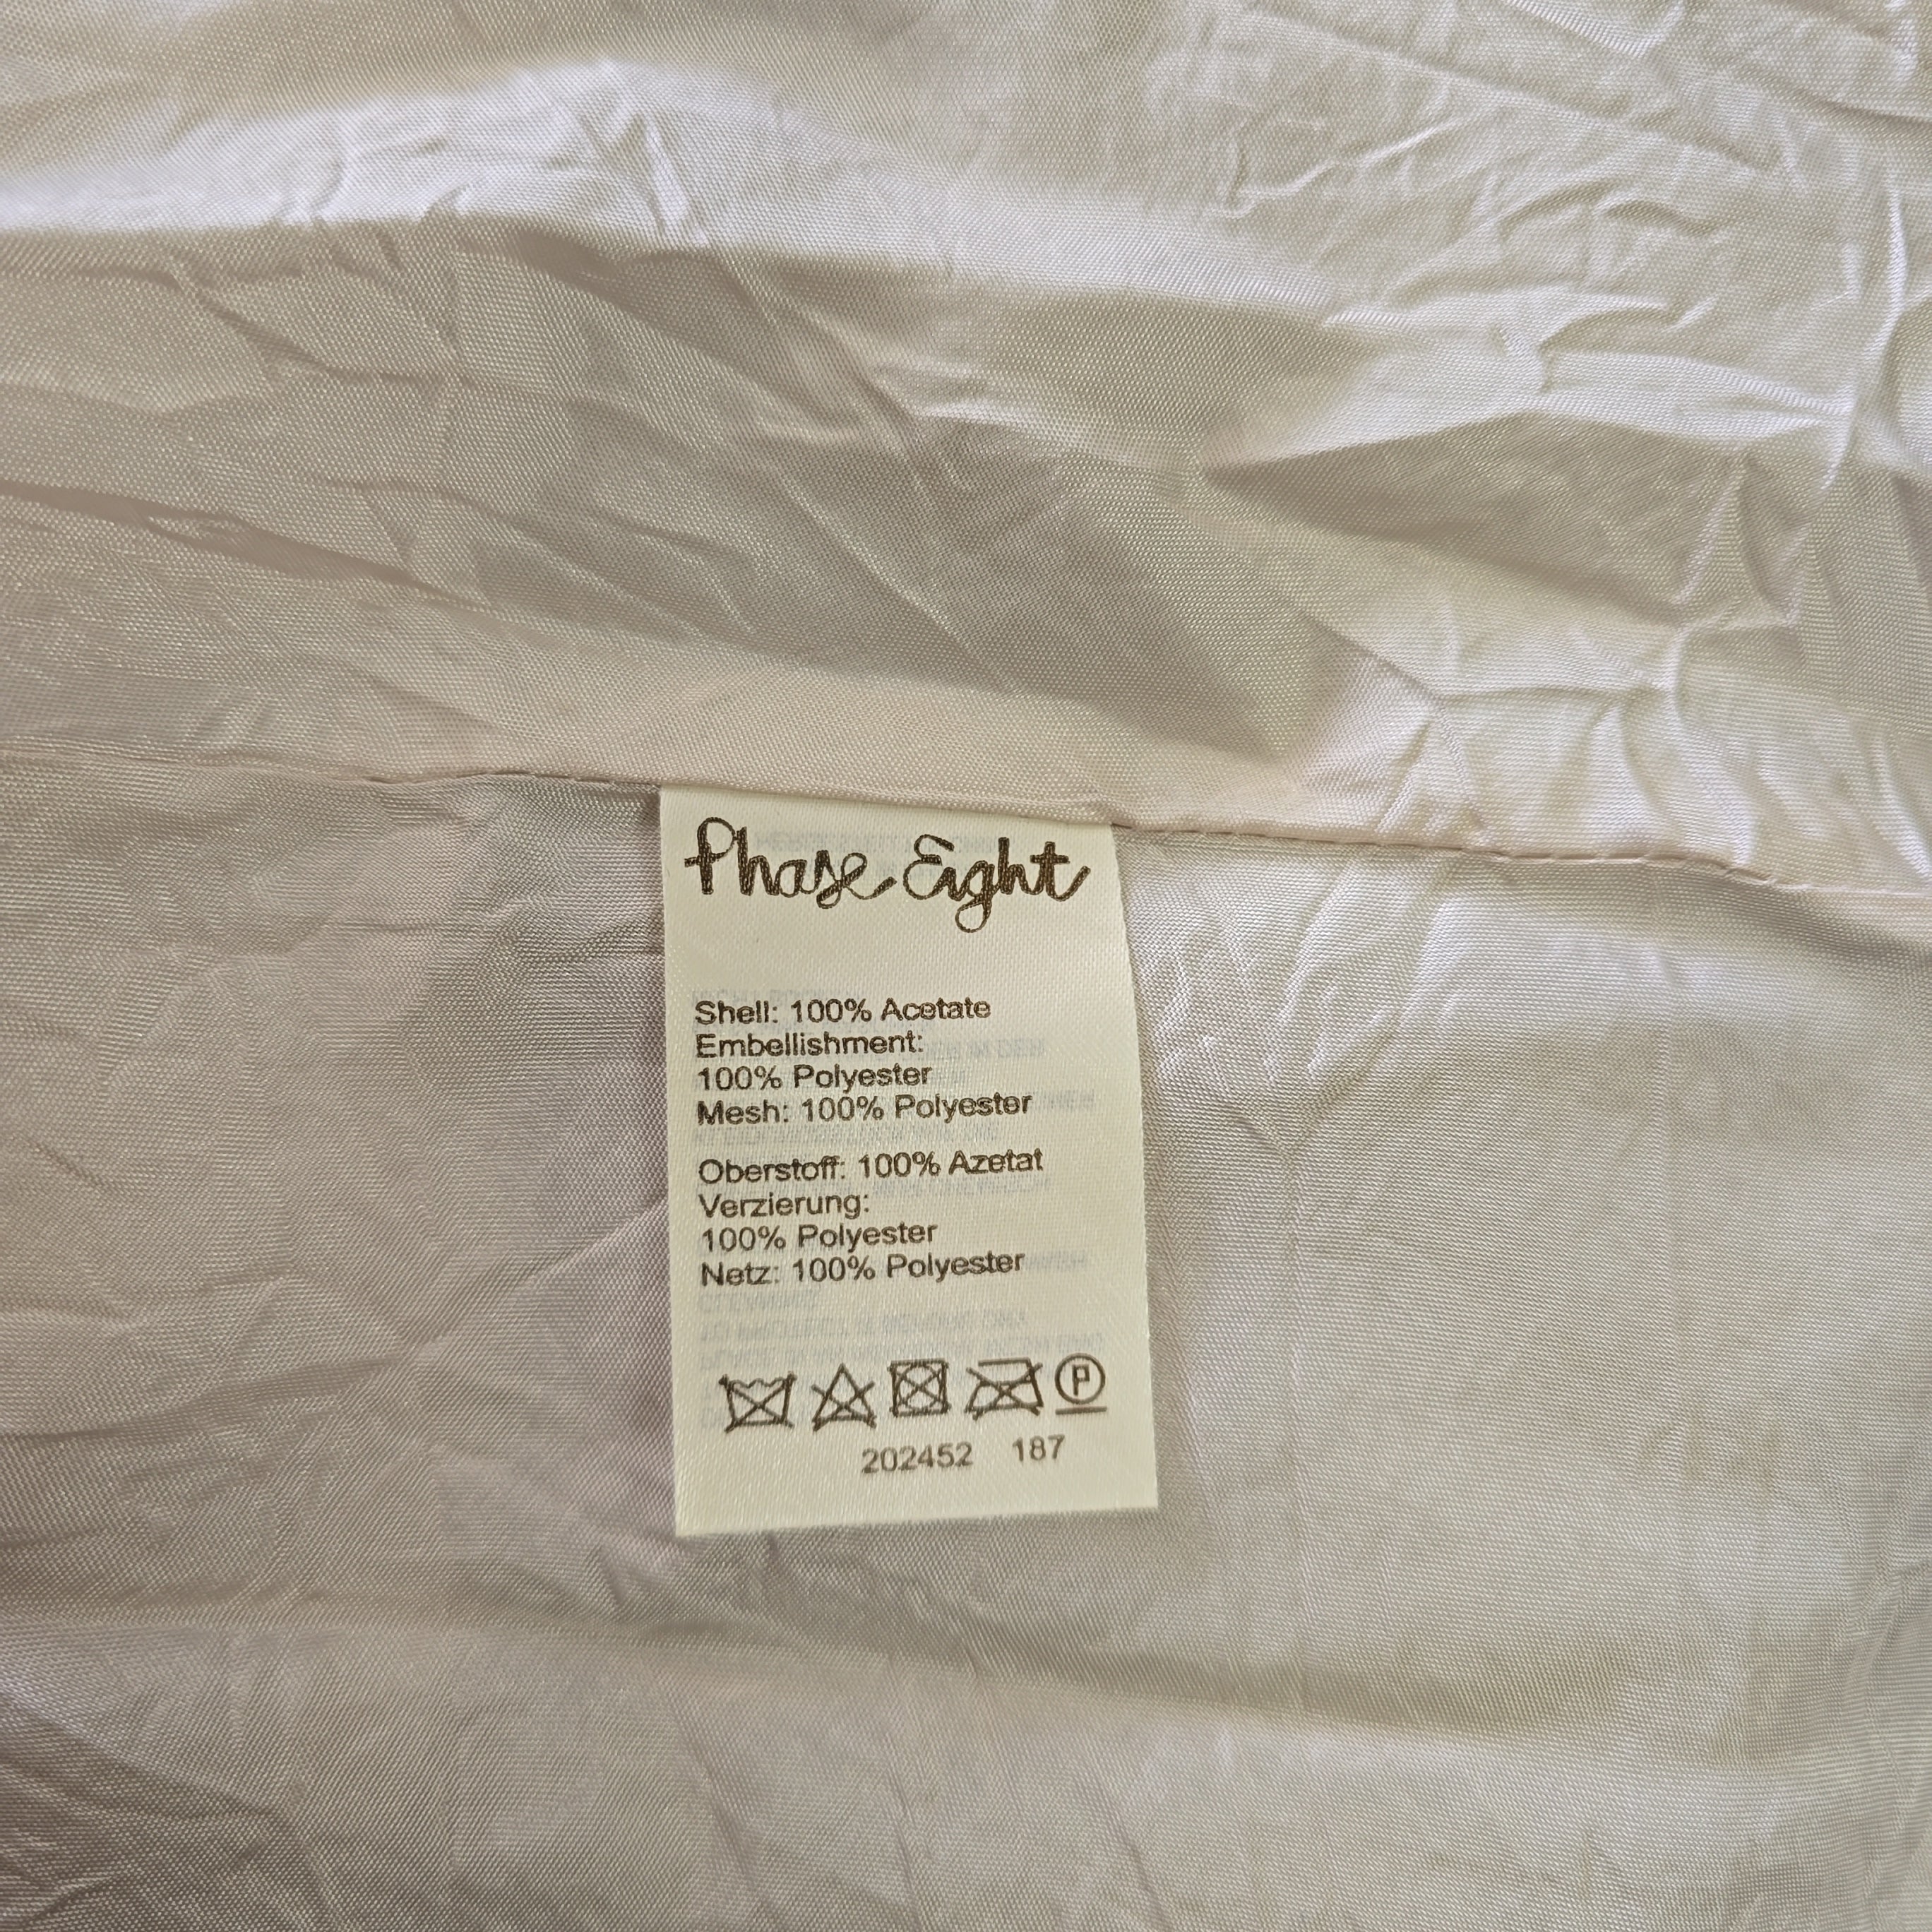 Phase Eight
Shell: 100% Acetate
Embellishment:
100% Polyester
Mesh: 100% Polyester
Oberstoff: 100% Azetat
Verzierung:
100% Polyester
Netz: 100% Polyester
P
202452 187